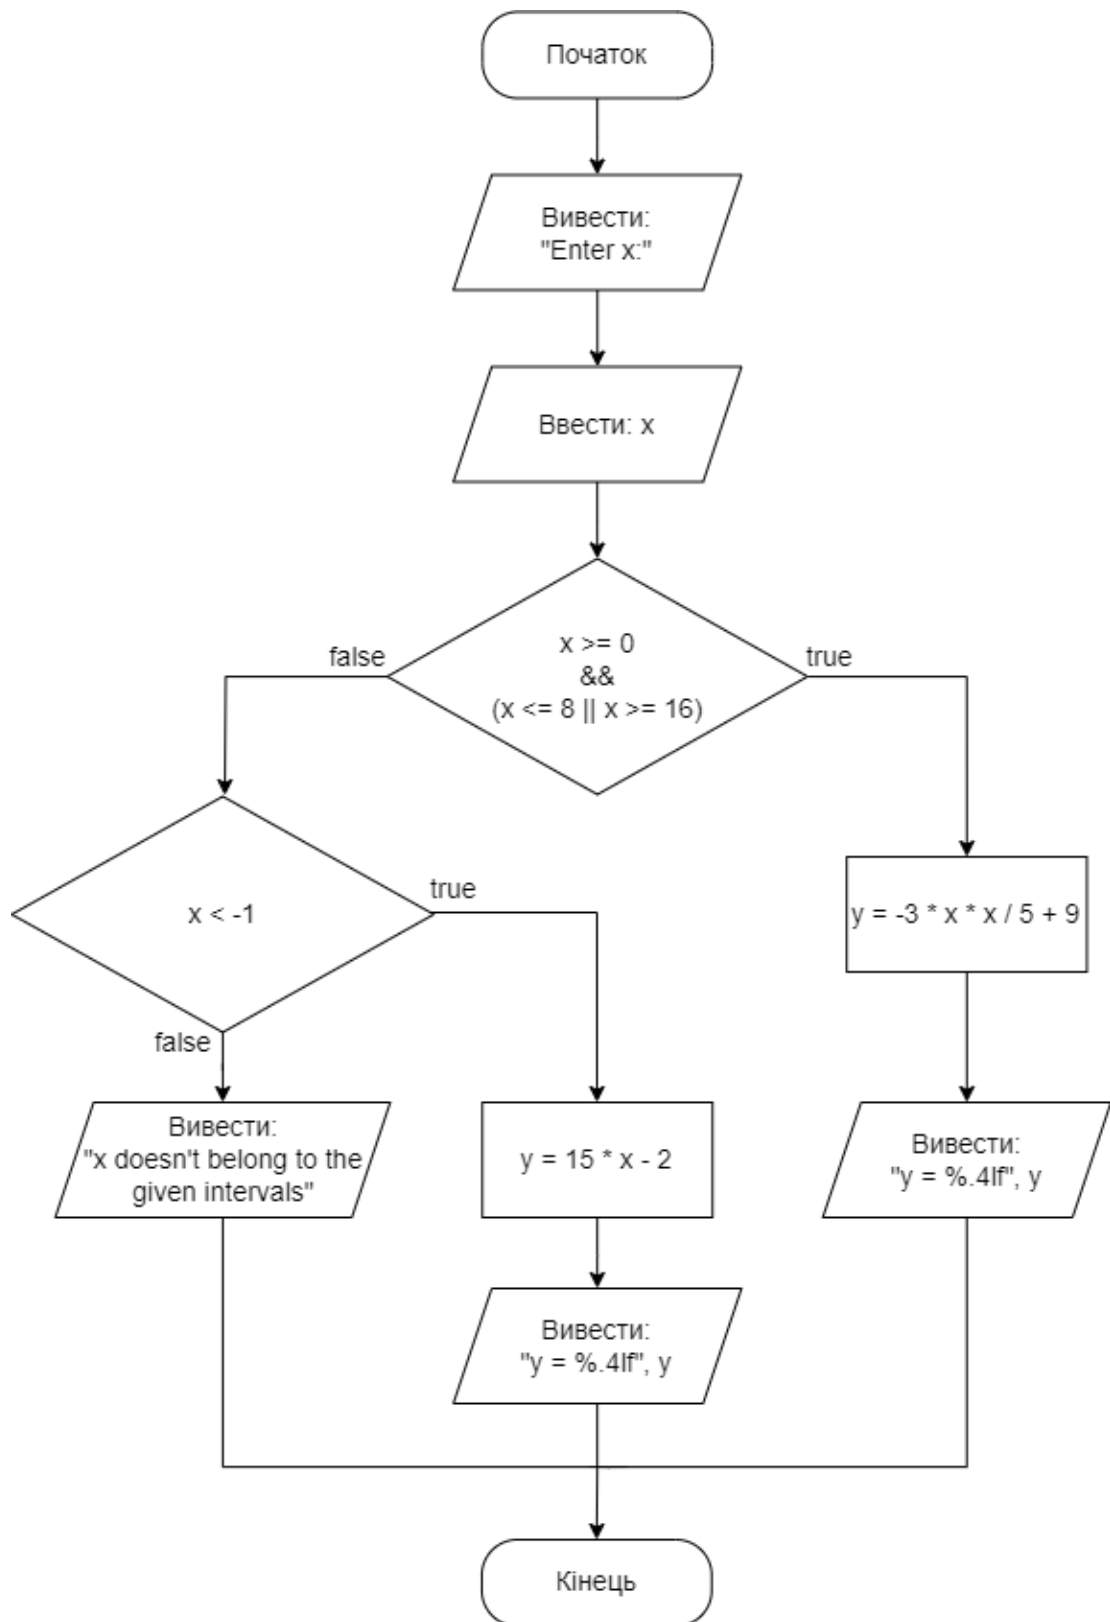 Початок
Вивести:
"Enter x:"
Ввести: x
x >= 0
&&
(x <= 8 || x >= 16)
false
true
x < -1
true
false
y = -3 * x * x / 5 + 9
Вивести:
"x doesn't belong to the
given intervals"
y = 15 * x - 2
Вивести:
"y = %.4lf", y
Вивести:
"y = %.4lf", y
Кінець